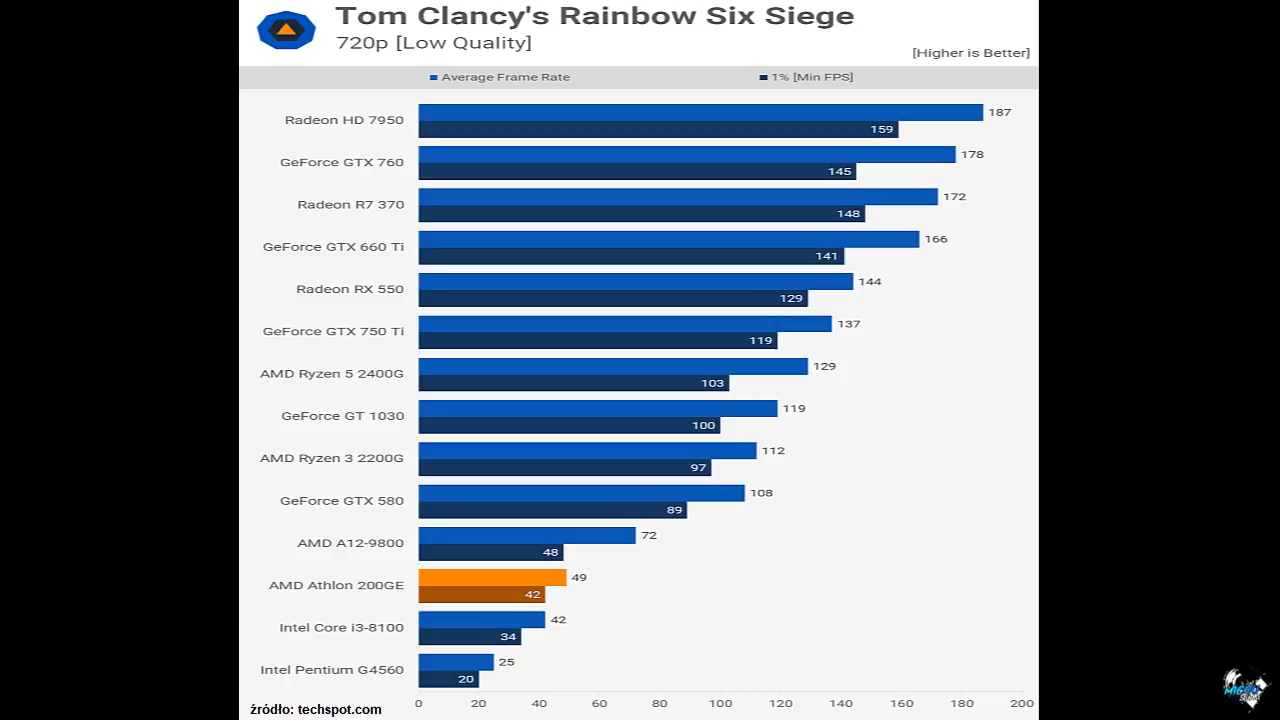 Tom Clancy's Rainbow Six Siege
720p [Low Quality]
[Higher is Better]
Average Frame Rate 1% [Min FPS]
Radeon HD 7950 187
159
GeForce GTX 760 178
145
Radeon R7 370 172
148
GeForce GTX 660 Ti 166
141
Radeon RX 550 144
129
GeForce GTX 750 Ti 137
119
AMD Ryzen 5 2400G 129
103
GeForce GT 1030 119
100
AMD Ryzen 3 2200G 112
97
GeForce GTX 580 108
89
AMD A12-9800 72
48
AMD Athlon 200GE 49
42
Intel Core i3-8100 42
34
Intel Pentium G4560 25
20
0 20 40 60 80 100 120 140 160 180 200
źródło: techspot.com